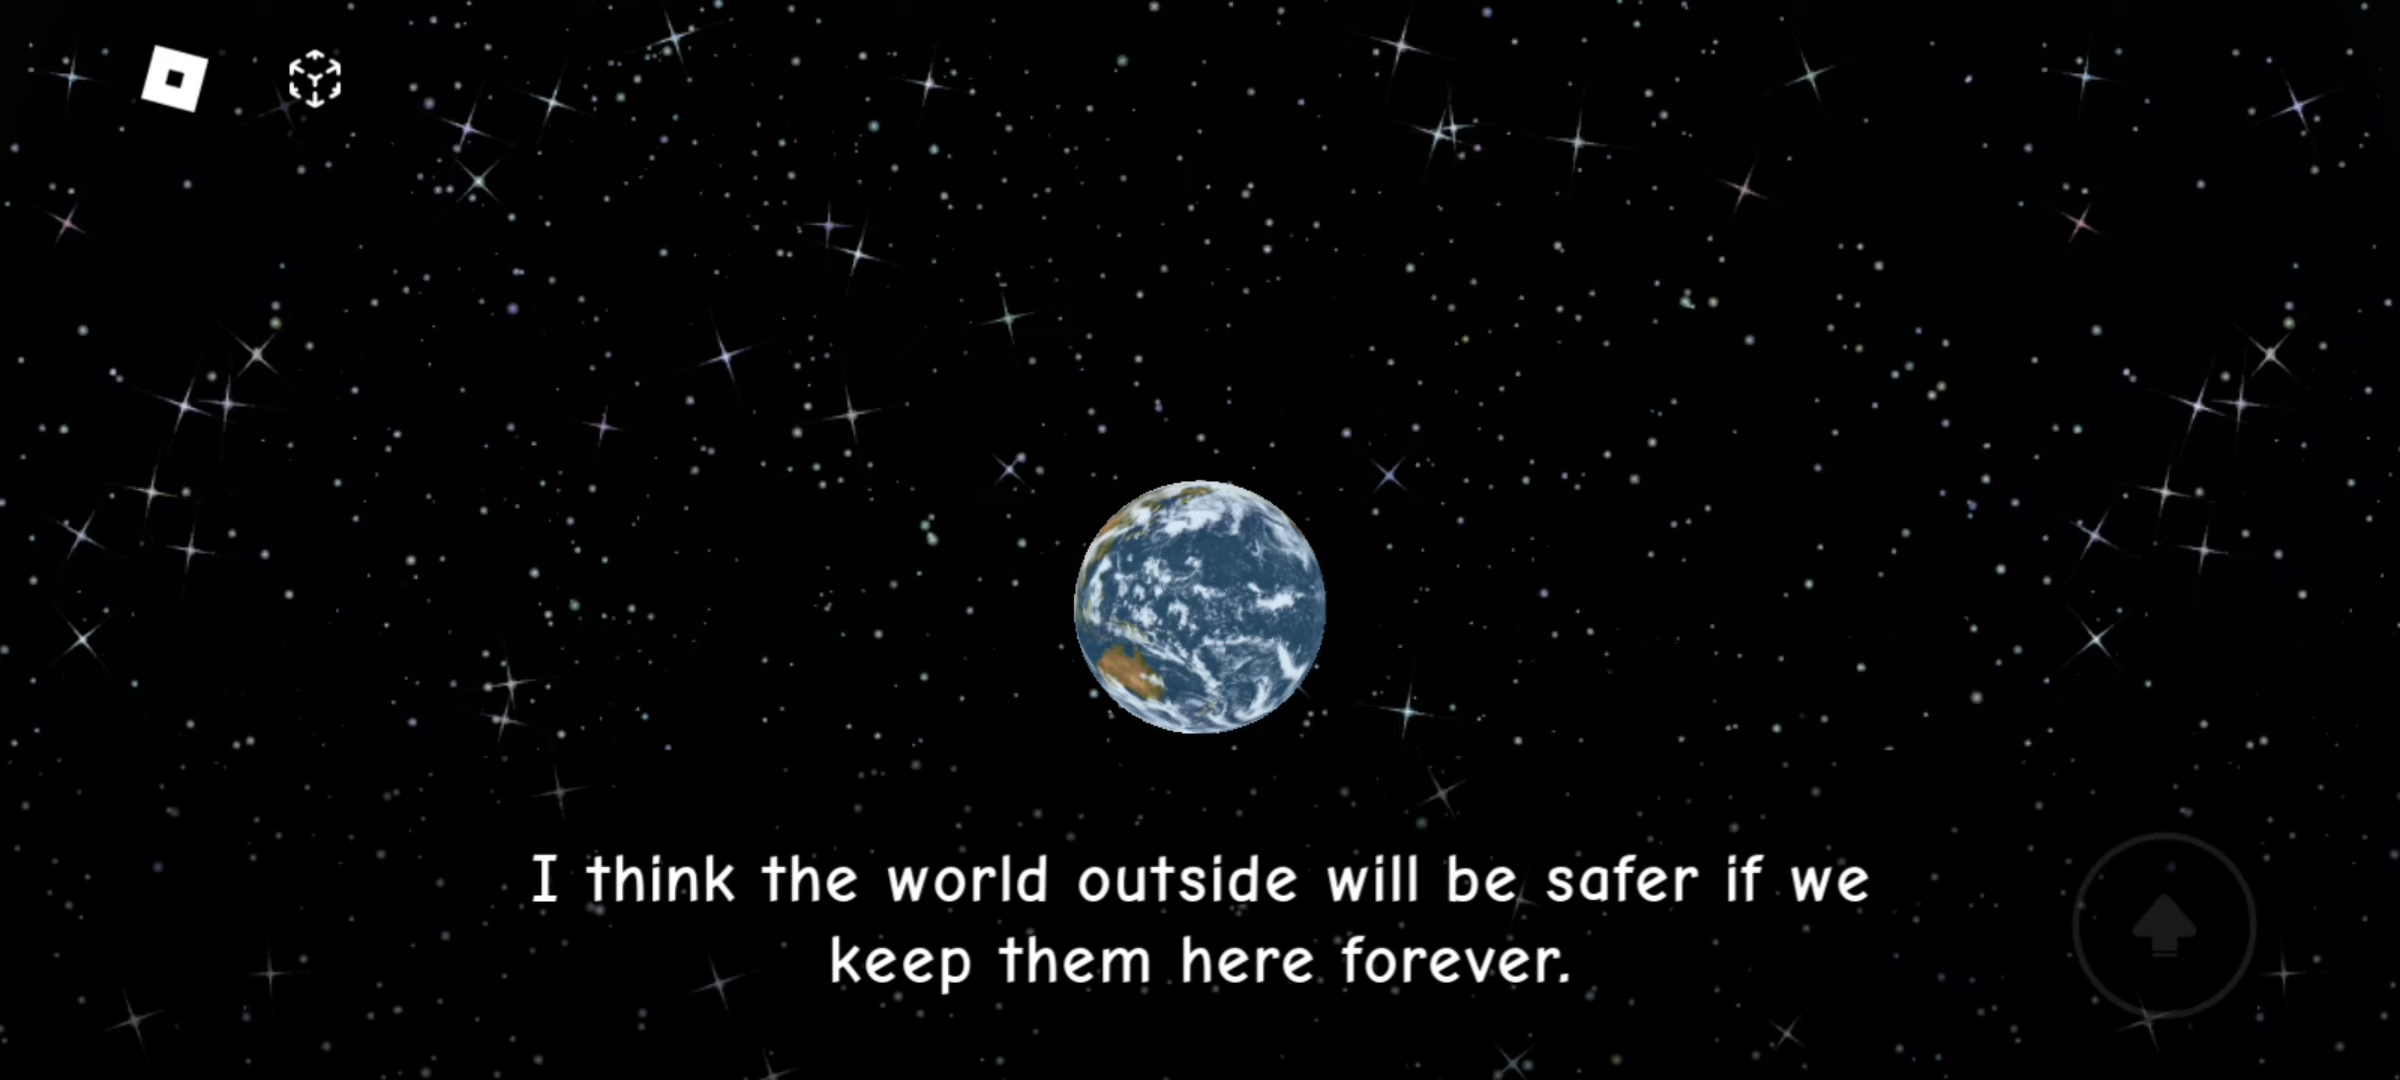 I think the world outside will be safer if we
keep them here forever.